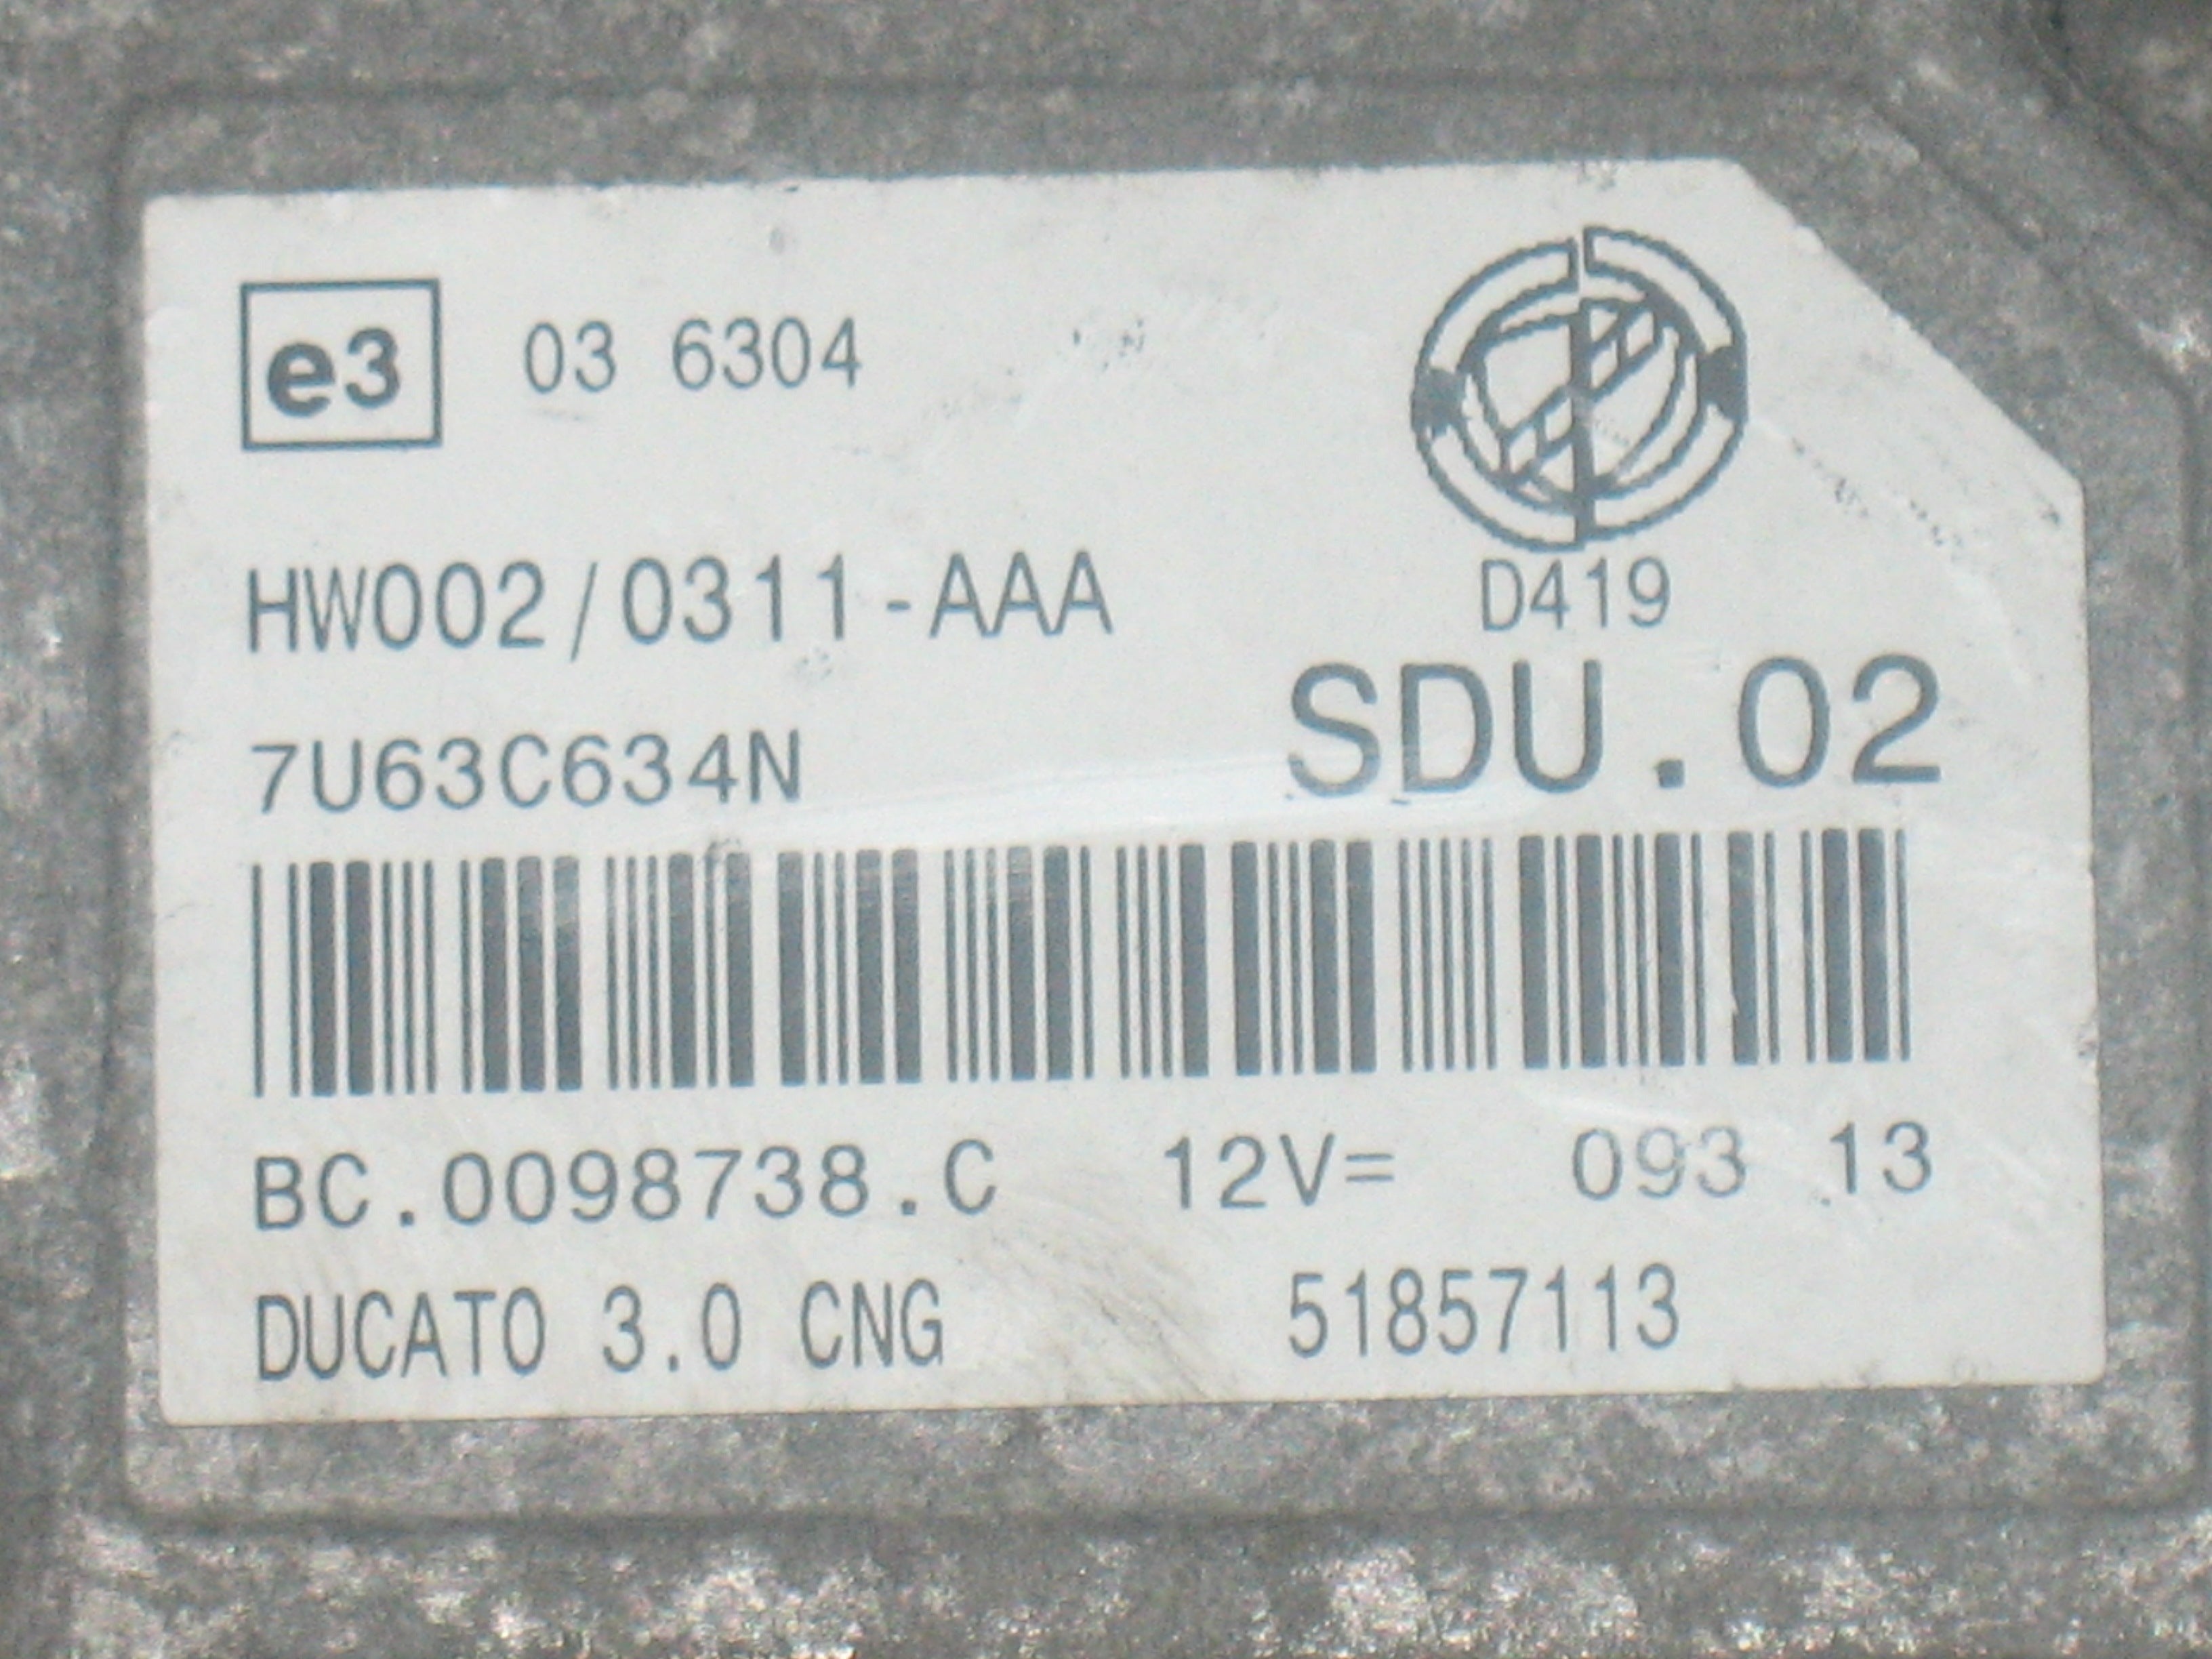 e3 03 6304
D419
HW002/0311-AAA
SDU.02
7U63C634N
BC.0098738.C 12V= 093 13
DUCATO 3.0 CNG 51857113